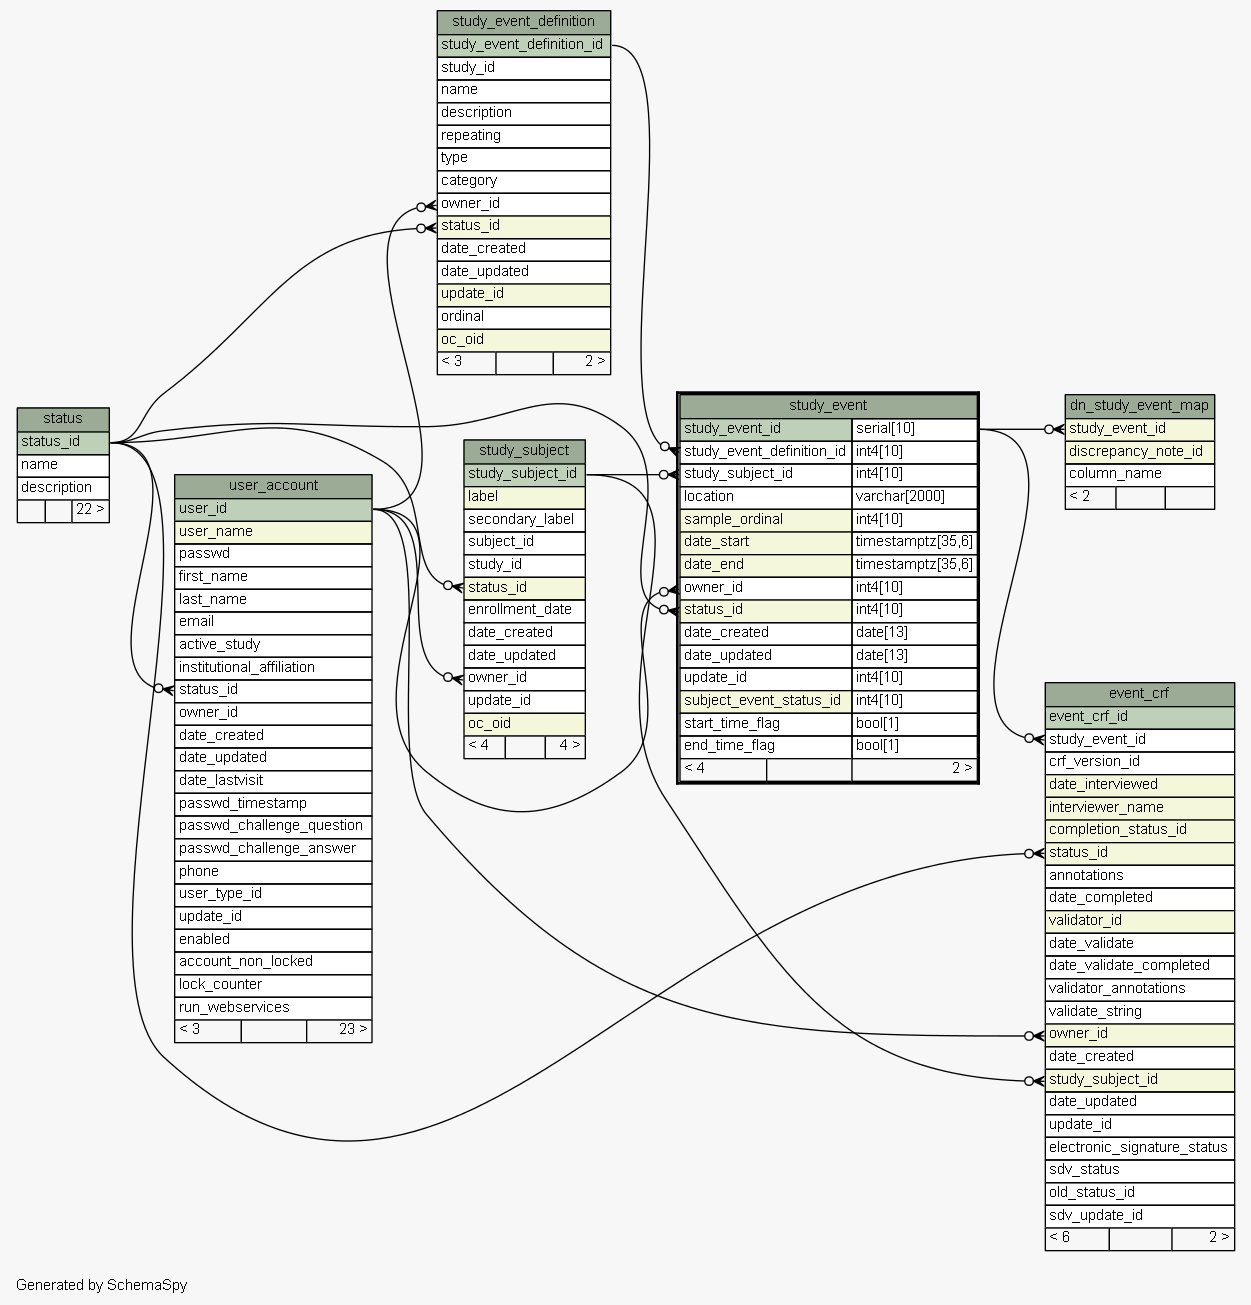 study_event_definition
study_event_definition_id
study_id
name
description
repeating
type
category
owner_id
status_id
date_created
date_updated
update_id
ordinal
oc_oid
< 3 2 >
status
status_id
name
description
22 >
user_account
user_id
user_name
passwd
first_name
last_name
email
active_study
institutional_affiliation
status_id
owner_id
date_created
date_updated
date_lastvisit
passwd_timestamp
passwd_challenge_question
passwd_challenge_answer
phone
user_type_id
update_id
enabled
account_non_locked
lock_counter
run_webservices
< 3 23 >
study_subject
study_subject_id
label
secondary_label
subject_id
study_id
status_id
enrollment_date
date_created
date_updated
owner_id
update_id
oc_oid
< 4 4 >
study_event
study_event_id serial[10]
study_event_definition_id int4[10]
study_subject_id int4[10]
location varchar[2000]
sample_ordinal int4[10]
date_start timestamptz[35,6]
date_end timestamptz[35,6]
owner_id int4[10]
status_id int4[10]
date_created date[13]
date_updated date[13]
update_id int4[10]
subject_event_status_id int4[10]
start_time_flag bool[1]
end_time_flag bool[1]
< 4 2 >
dn_study_event_map
study_event_id
discrepancy_note_id
column_name
< 2
event_crf
event_crf_id
study_event_id
crf_version_id
date_interviewed
interviewer_name
completion_status_id
status_id
annotations
date_completed
validator_id
date_validate
date_validate_completed
validator_annotations
validate_string
owner_id
date_created
study_subject_id
date_updated
update_id
electronic_signature_status
sdv_status
old_status_id
sdv_update_id
< 6 2 >
Generated by SchemaSpy